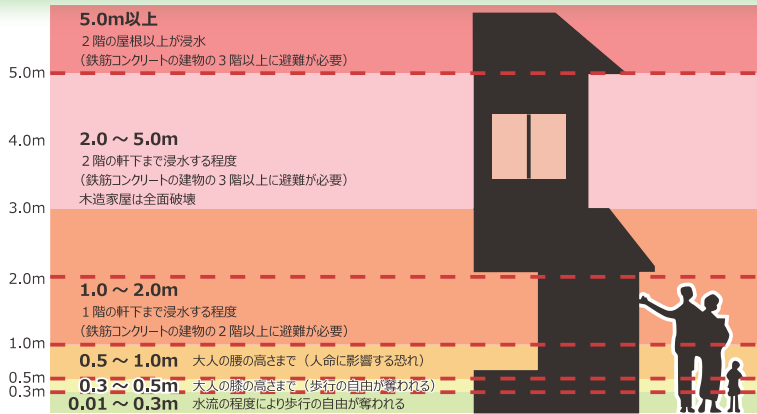 5.0m以上
２階の屋根以上が浸水
（鉄筋コンクリートの建物の３階以上に避難が必要）
5.0m
4.0m
2.0 ～ 5.0m
２階の軒下まで浸水する程度
（鉄筋コンクリートの建物の３階以上に避難が必要）
木造家屋は全面破壊
3.0m
2.0m
1.0 ～ 2.0m
１階の軒下まで浸水する程度
（鉄筋コンクリートの建物の２階以上に避難が必要）
1.0m
0.5 ～ 1.0m 大人の腰の高さまで（人命に影響する恐れ）
0.5m
0.3 ～ 0.5m 大人の膝の高さまで（歩行の自由が奪われる）
0.3m
0.01 ～ 0.3m 水流の程度により歩行の自由が奪われる